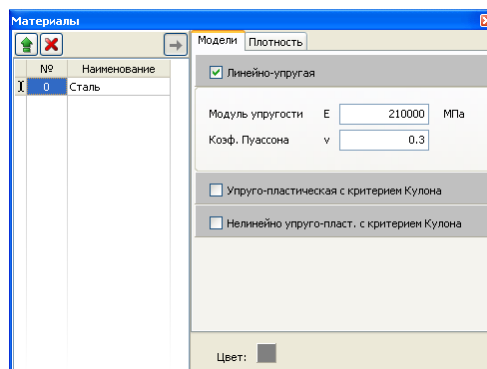 Материалы
Модели Плотность
№ Наименование
0 Сталь
Линейно-упругая
Модуль упругости E 210000 МПа
Коэф. Пуассона ν 0.3
Упруго-пластическая с критерием Кулона
Нелинейно упруго-пласт. с критерием Кулона
Цвет: